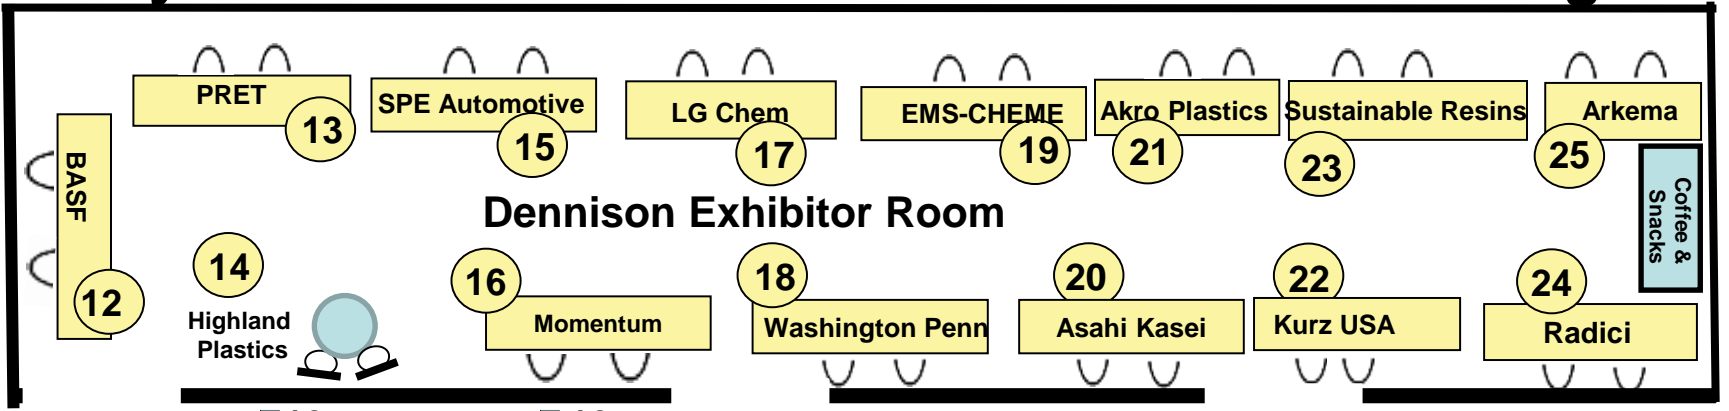 PRET
13
SPE Automotive
15
LG Chem
17
EMS-CHEME
19
Akro Plastics
21
Sustainable Resins
23
Arkema
25
BASF
12
Dennison Exhibitor Room
Coffee &
Snacks
14
Highland
Plastics
16
Momentum
18
Washington Penn
20
Asahi Kasei
22
Kurz USA
24
Radici